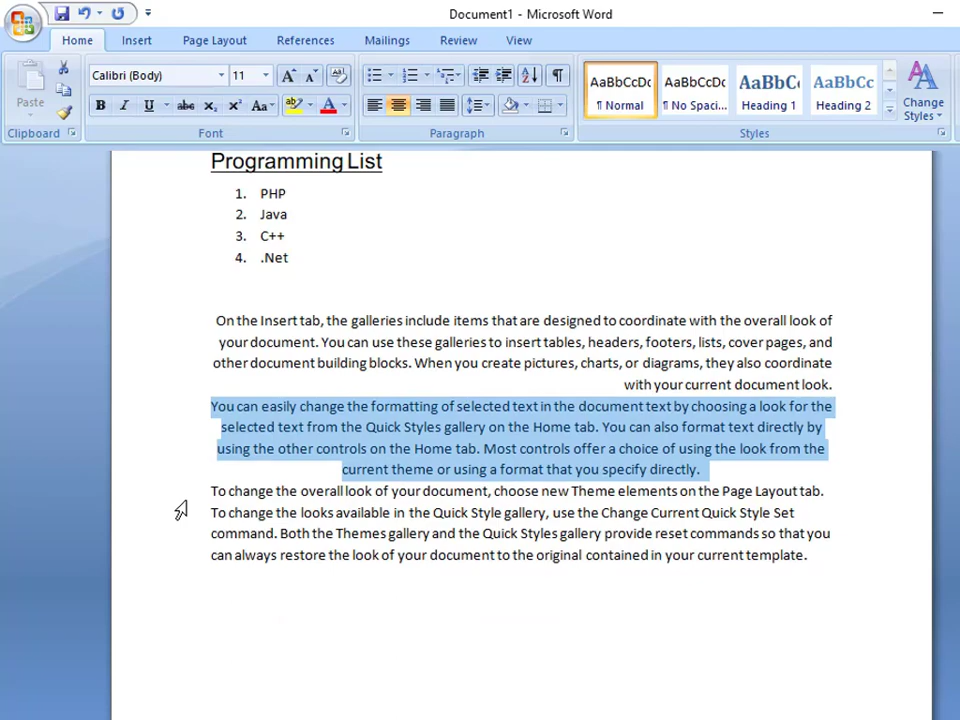 Document1 - Microsoft Word
Home Insert Page Layout References Mailings Review View
Paste
Calibri (Body) 11
A A
B I U abc x₂ x² Aa ab A
AaBbCcDc AaBbCcDc AaBbCc AaBbCc
¶ Normal ¶ No Spaci... Heading 1 Heading 2
Change Styles
Clipboard Font Paragraph Styles
Programming List
1. PHP
2. Java
3. C++
4. .Net
On the Insert tab, the galleries include items that are designed to coordinate with the overall look of
your document. You can use these galleries to insert tables, headers, footers, lists, cover pages, and
other document building blocks. When you create pictures, charts, or diagrams, they also coordinate
with your current document look.
You can easily change the formatting of selected text in the document text by choosing a look for the
selected text from the Quick Styles gallery on the Home tab. You can also format text directly by
using the other controls on the Home tab. Most controls offer a choice of using the look from the
current theme or using a format that you specify directly.
To change the overall look of your document, choose new Theme elements on the Page Layout tab.
To change the looks available in the Quick Style gallery, use the Change Current Quick Style Set
command. Both the Themes gallery and the Quick Styles gallery provide reset commands so that you
can always restore the look of your document to the original contained in your current template.